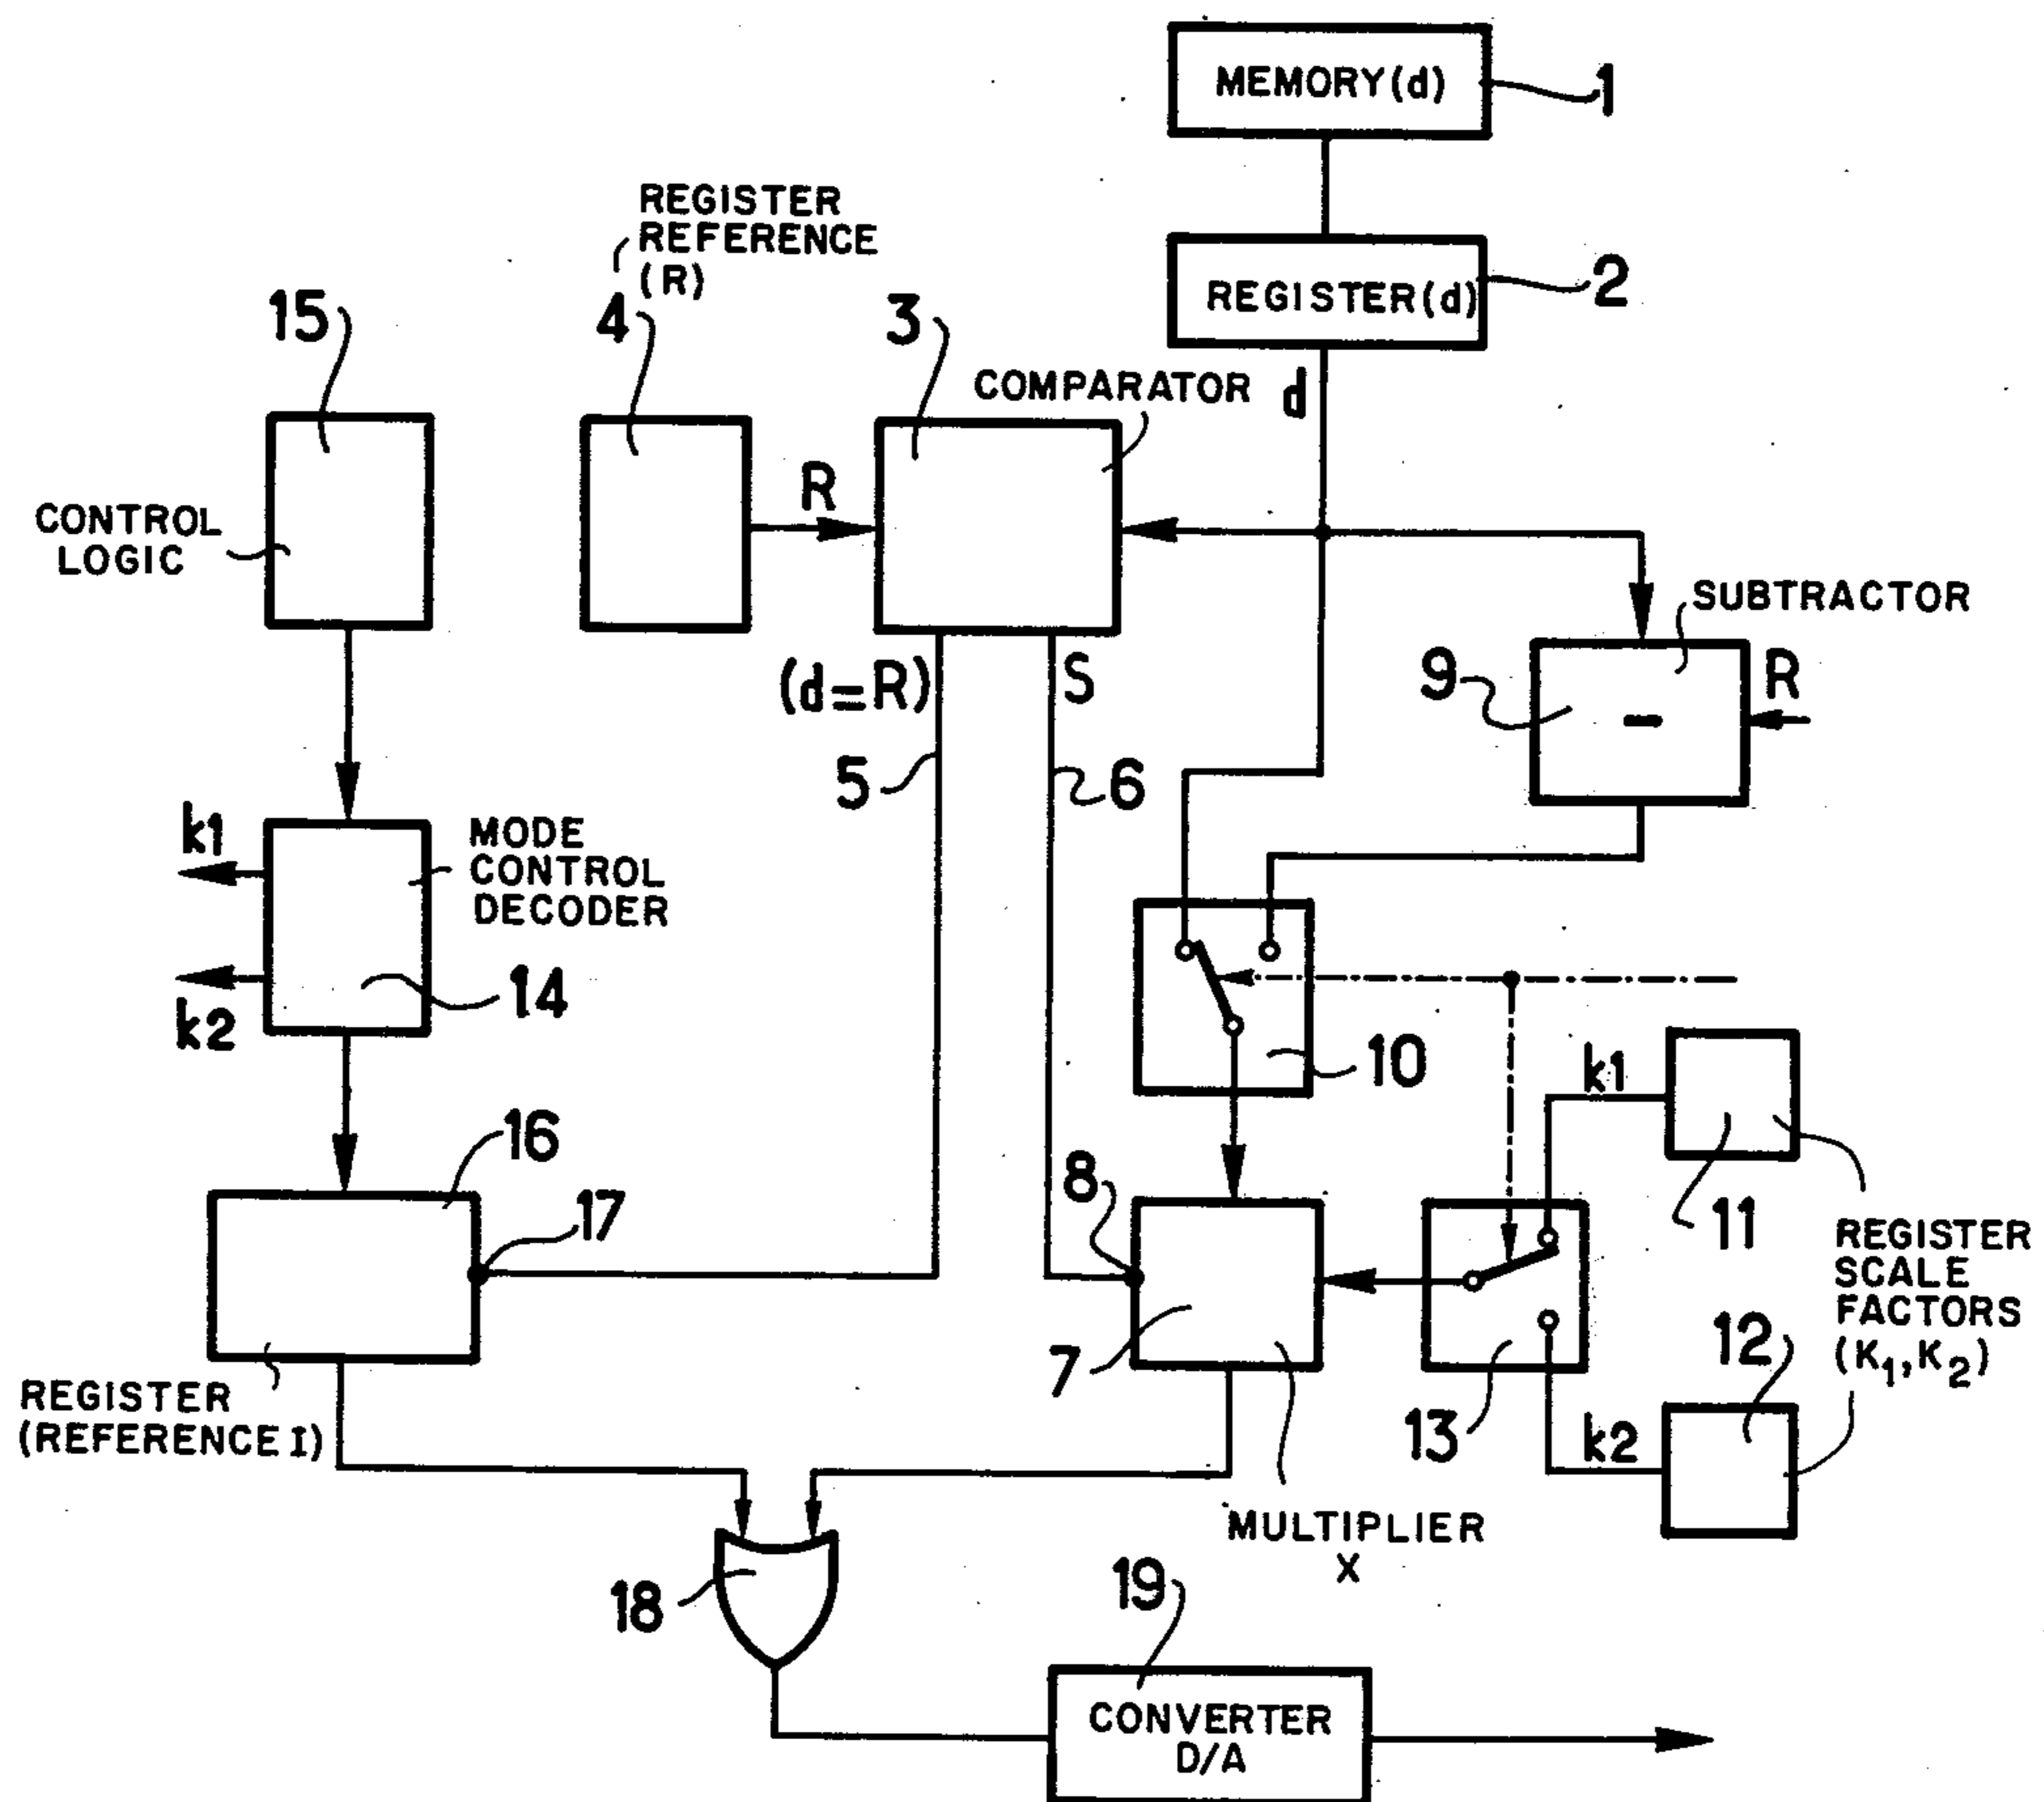 MEMORY(d)
1
REGISTER
REFERENCE
(R)
REGISTER(d)
2
15
4
3
COMPARATOR
d
R
CONTROL
LOGIC
SUBTRACTOR
(d=R)
S
9
R
-
5
6
k1
MODE
CONTROL
DECODER
k2
14
10
k1
16
17
8
11
REGISTER
SCALE
FACTORS
(K1,K2)
7
13
12
k2
REGISTER
(REFERENCE I)
MULTIPLIER
X
18
19
CONVERTER
D/A